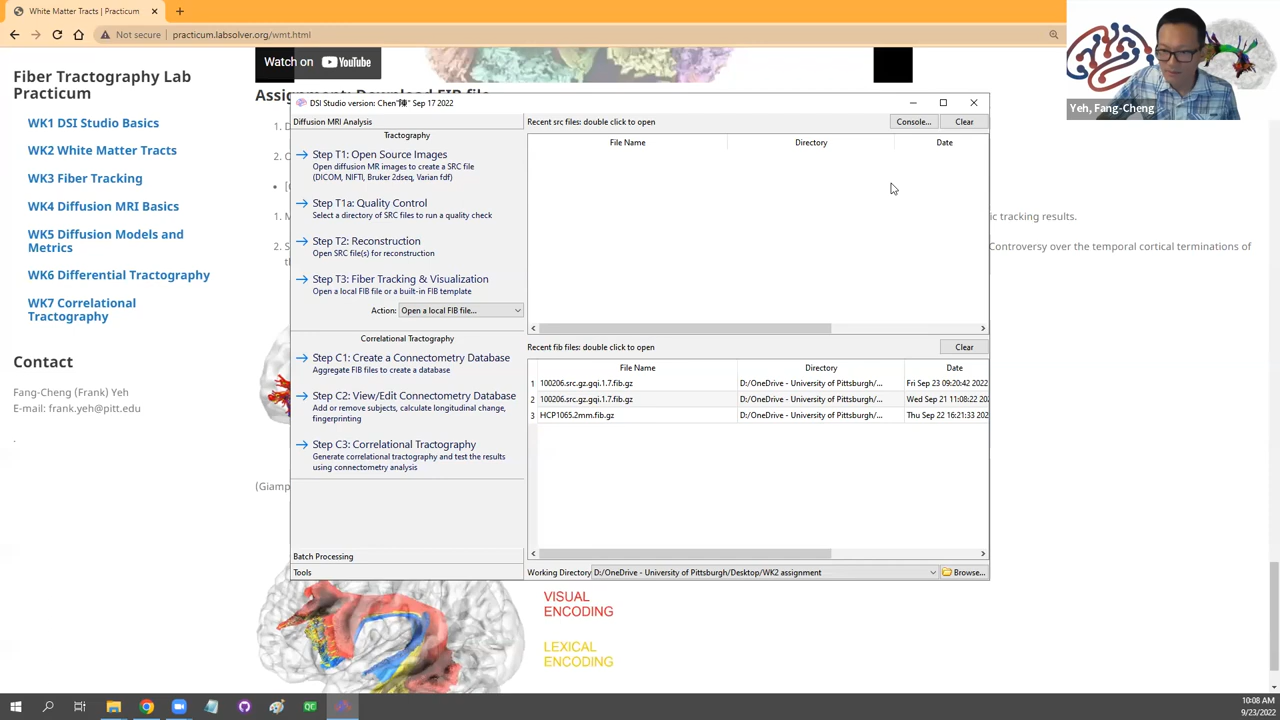 White Matter Tracts | Practicum
Not secure
practicum.labsolver.org/wmt.html
Yeh, Fang-Cheng
Fiber Tractography Lab
Practicum
WK1 DSI Studio Basics
WK2 White Matter Tracts
WK3 Fiber Tracking
WK4 Diffusion MRI Basics
WK5 Diffusion Models and
Metrics
WK6 Differential Tractography
WK7 Correlational
Tractography
Contact
Fang-Cheng (Frank) Yeh
E-mail: frank.yeh@pitt.edu
.
Watch on YouTube
Assignment: Download FIB file
1. D
2. O
[
1. M
ic tracking results.
2. S
Controversy over the temporal cortical terminations of
th
(Giamp
VISUAL
ENCODING
LEXICAL
ENCODING
DSI Studio version: Chen"陳" Sep 17 2022
Diffusion MRI Analysis
Tractography
Step T1: Open Source Images
Open diffusion MR images to create a SRC file
(DICOM, NIFTI, Bruker 2dseq, Varian fdf)
Step T1a: Quality Control
Select a directory of SRC files to run a quality check
Step T2: Reconstruction
Open SRC file(s) for reconstruction
Step T3: Fiber Tracking & Visualization
Open a local FIB file or a built-in FIB template
Action: Open a local FIB file...
Correlational Tractography
Step C1: Create a Connectometry Database
Aggregate FIB files to create a database
Step C2: View/Edit Connectometry Database
Add or remove subjects, calculate longitudinal change,
fingerprinting
Step C3: Correlational Tractography
Generate correlational tractography and test the results
using connectometry analysis
Batch Processing
Tools
Recent src files: double click to open
Console...
Clear
File Name Directory Date
Recent fib files: double click to open
Clear
File Name Directory Date
1 100206.src.gz.gqi.1.7.fib.gz D:/OneDrive - University of Pittsburgh/... Fri Sep 23 09:20:42 2022
2 100206.src.gz.gqi.1.7.fib.gz D:/OneDrive - University of Pittsburgh/... Wed Sep 21 11:08:22 20
3 HCP1065.2mm.fib.gz D:/OneDrive - University of Pittsburgh/... Thu Sep 22 16:21:33 202
Working Directory D:/OneDrive - University of Pittsburgh/Desktop/WK2 assignment Browse...
QC
10:08 AM
9/23/2022